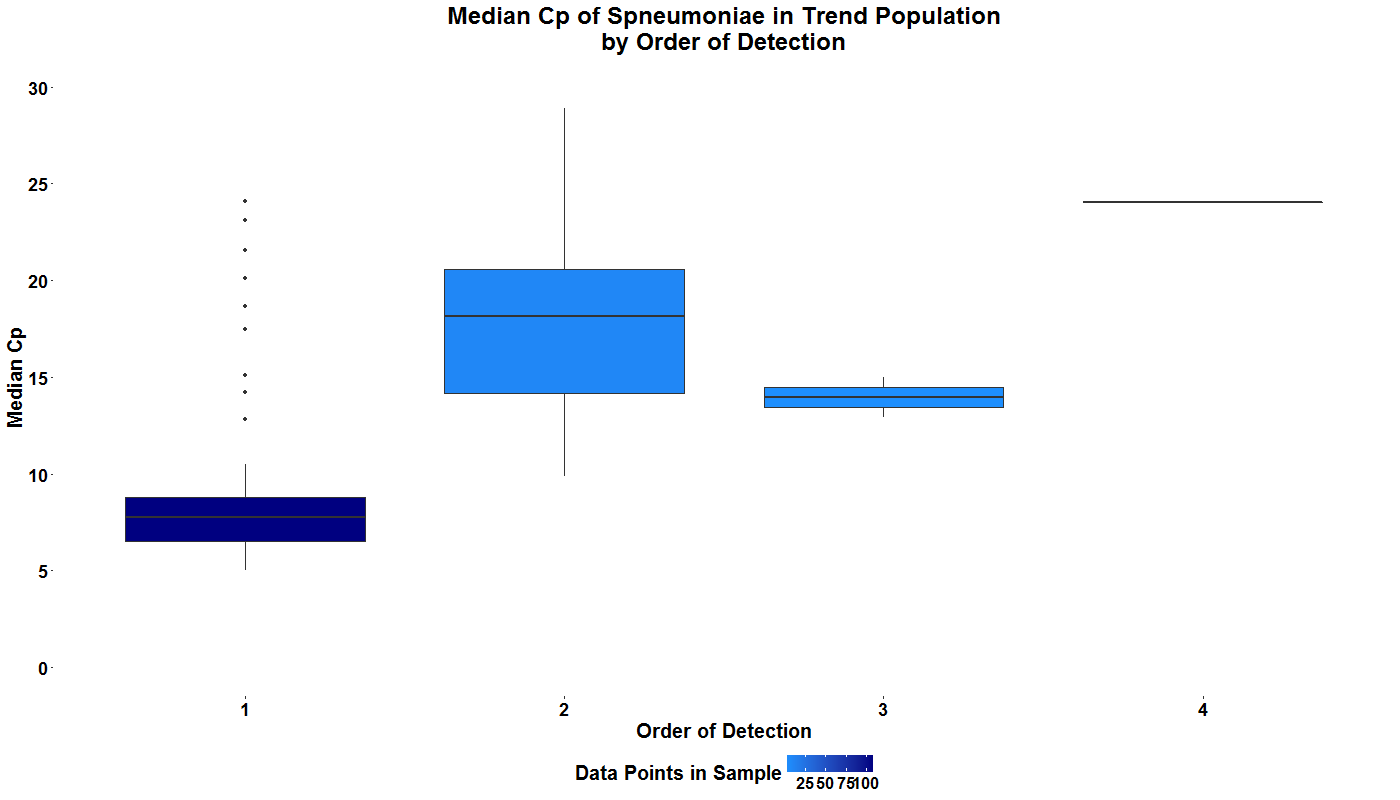 Median Cp of Spneumoniae in Trend Population
by Order of Detection
30
25
20
15
10
5
0
Median Cp
1 2 3 4
Order of Detection
Data Points in Sample
25 50 75 100